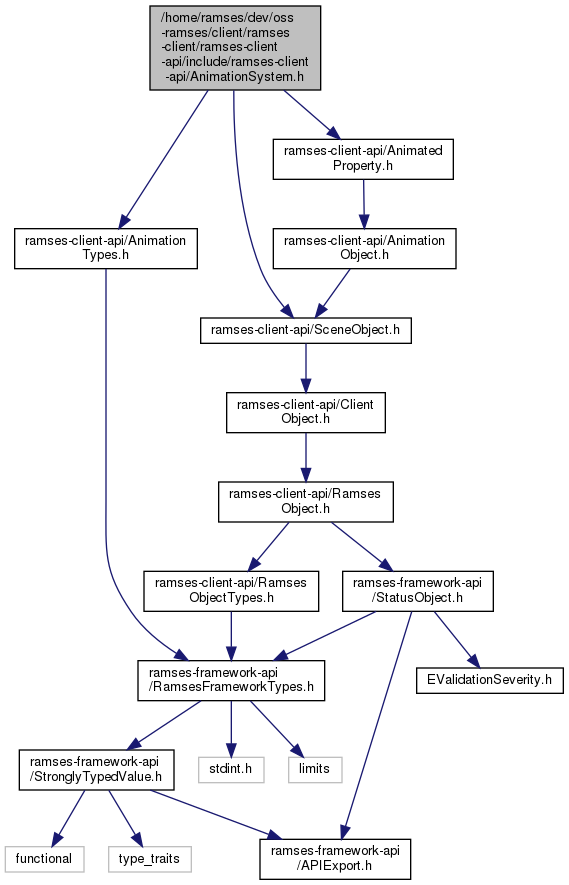 /home/ramses/dev/oss
-ramses/client/ramses
-client/ramses-client
-api/include/ramses-client
-api/AnimationSystem.h
ramses-client-api/Animated
Property.h
ramses-client-api/Animation
Types.h
ramses-client-api/Animation
Object.h
ramses-client-api/SceneObject.h
ramses-client-api/Client
Object.h
ramses-client-api/Ramses
Object.h
ramses-client-api/Ramses
ObjectTypes.h
ramses-framework-api
/StatusObject.h
ramses-framework-api
/RamsesFrameworkTypes.h
EValidationSeverity.h
ramses-framework-api
/StronglyTypedValue.h
stdint.h
limits
functional
type_traits
ramses-framework-api
/APIExport.h